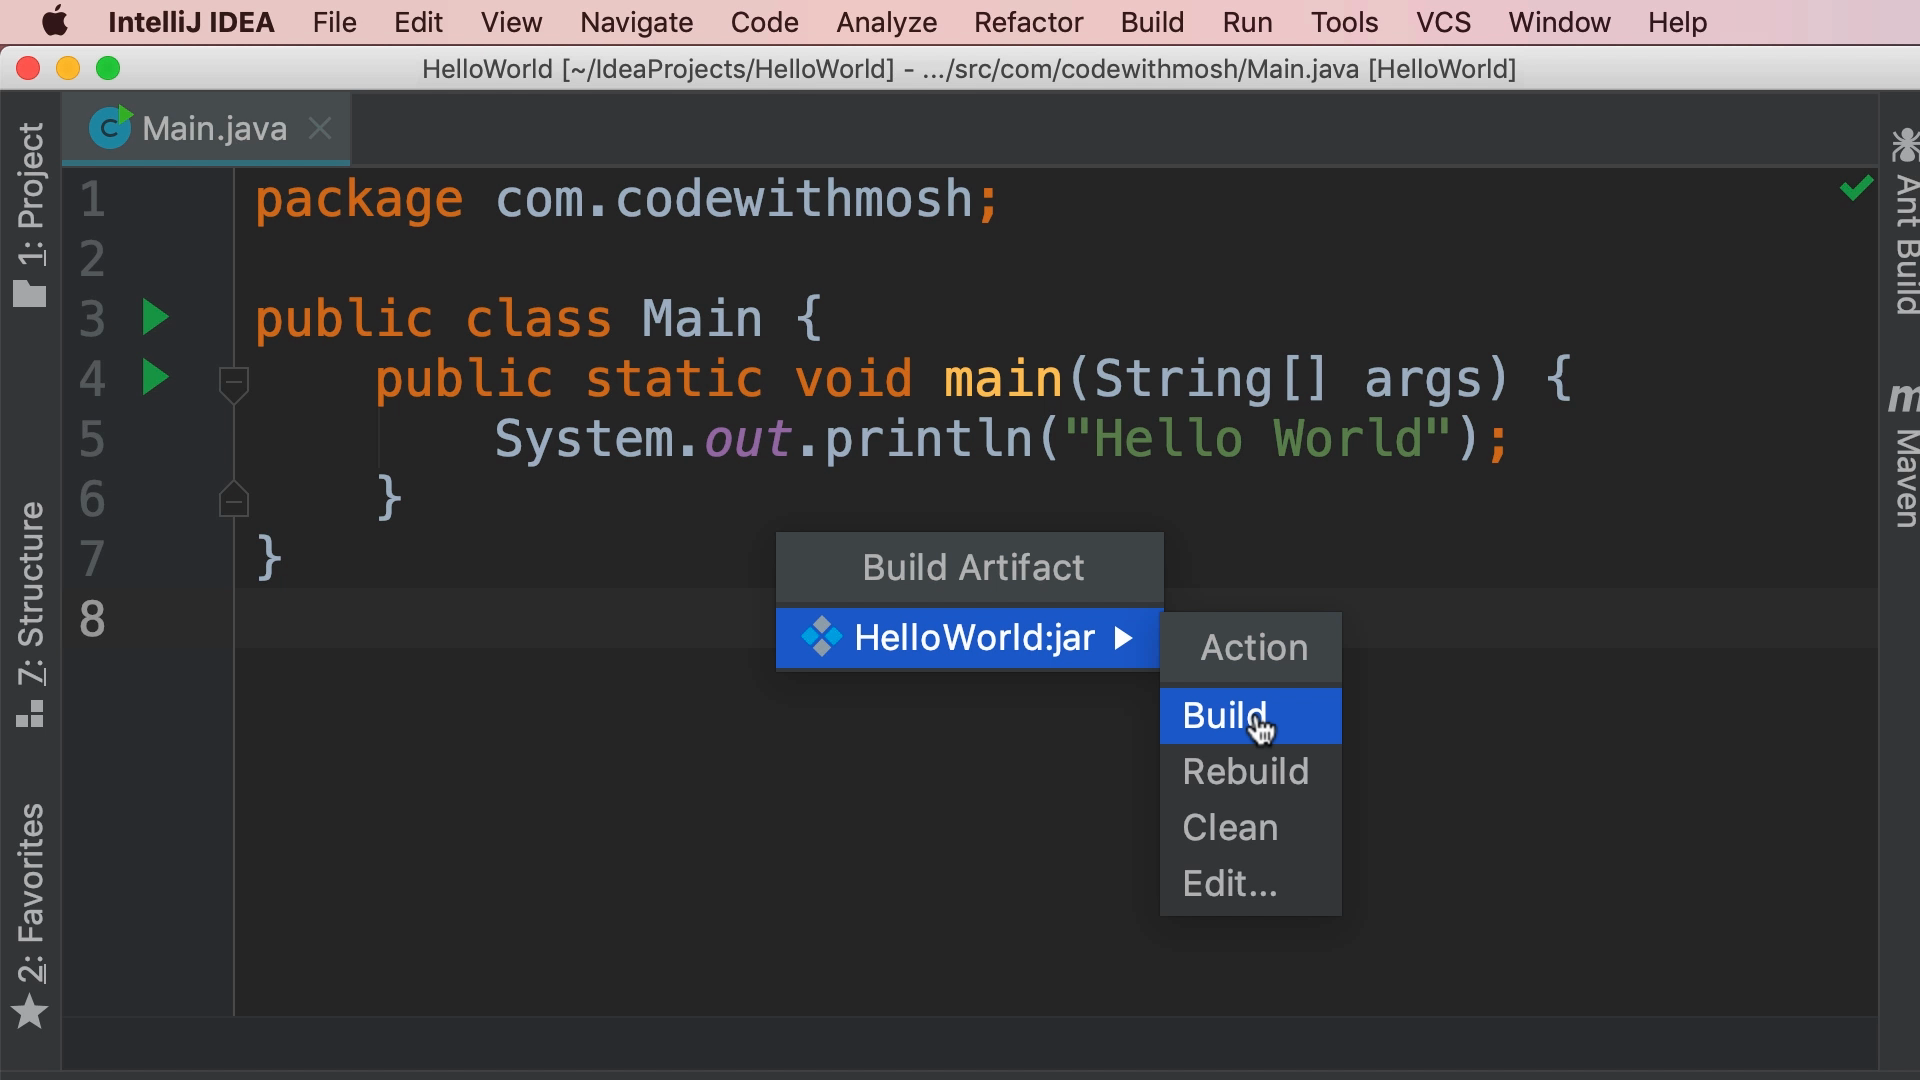 IntelliJ IDEA File Edit View Navigate Code Analyze Refactor Build Run Tools VCS Window Help
HelloWorld [~/IdeaProjects/HelloWorld] - .../src/com/codewithmosh/Main.java [HelloWorld]
Main.java
1: Project
7: Structure
2: Favorites
1 package com.codewithmosh;
2
3 public class Main {
4 public static void main(String[] args) {
5 System.out.println("Hello World");
6 }
7 }
8
Build Artifact
HelloWorld:jar
Action
Build
Rebuild
Clean
Edit...
Ant Build
m Maven